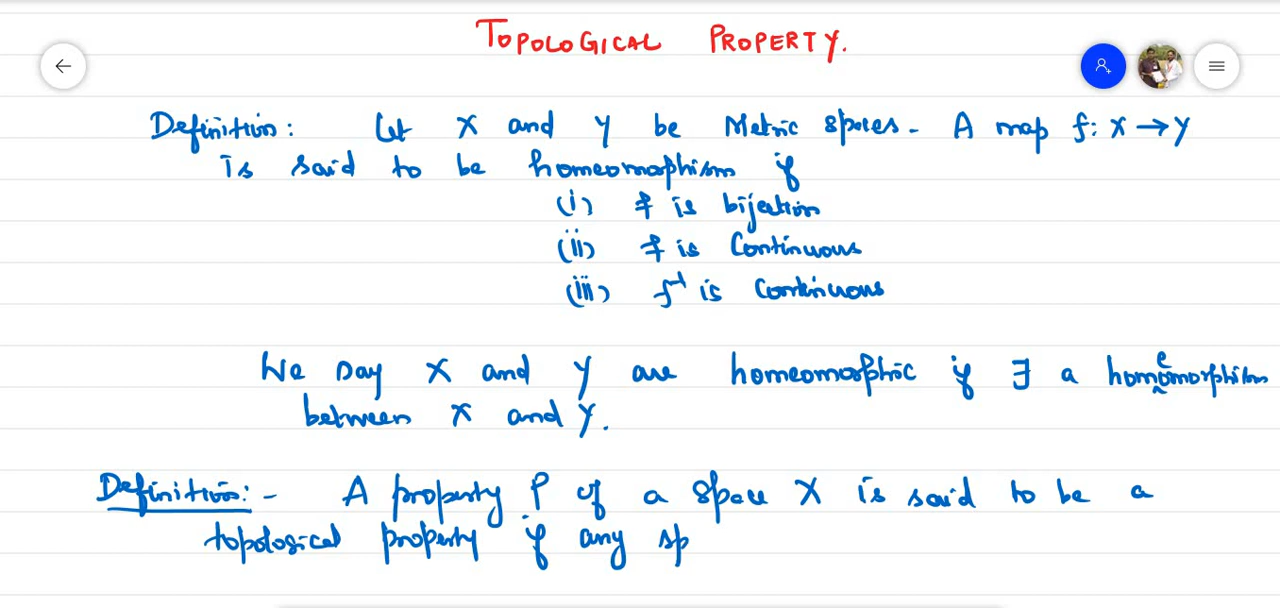 TOPOLOGICAL PROPERTY.
Definition: Let X and Y be Metric spaces. A map f: X → Y
is said to be homeomorphism if
(i) f is bijection
(ii) f is Continuous
(iii) f⁻¹ is continuous
We say X and Y are homeomorphic if ∃ a homeomorphism
between X and Y.
Definition:- A property P of a space X is said to be a
topological property if any sp